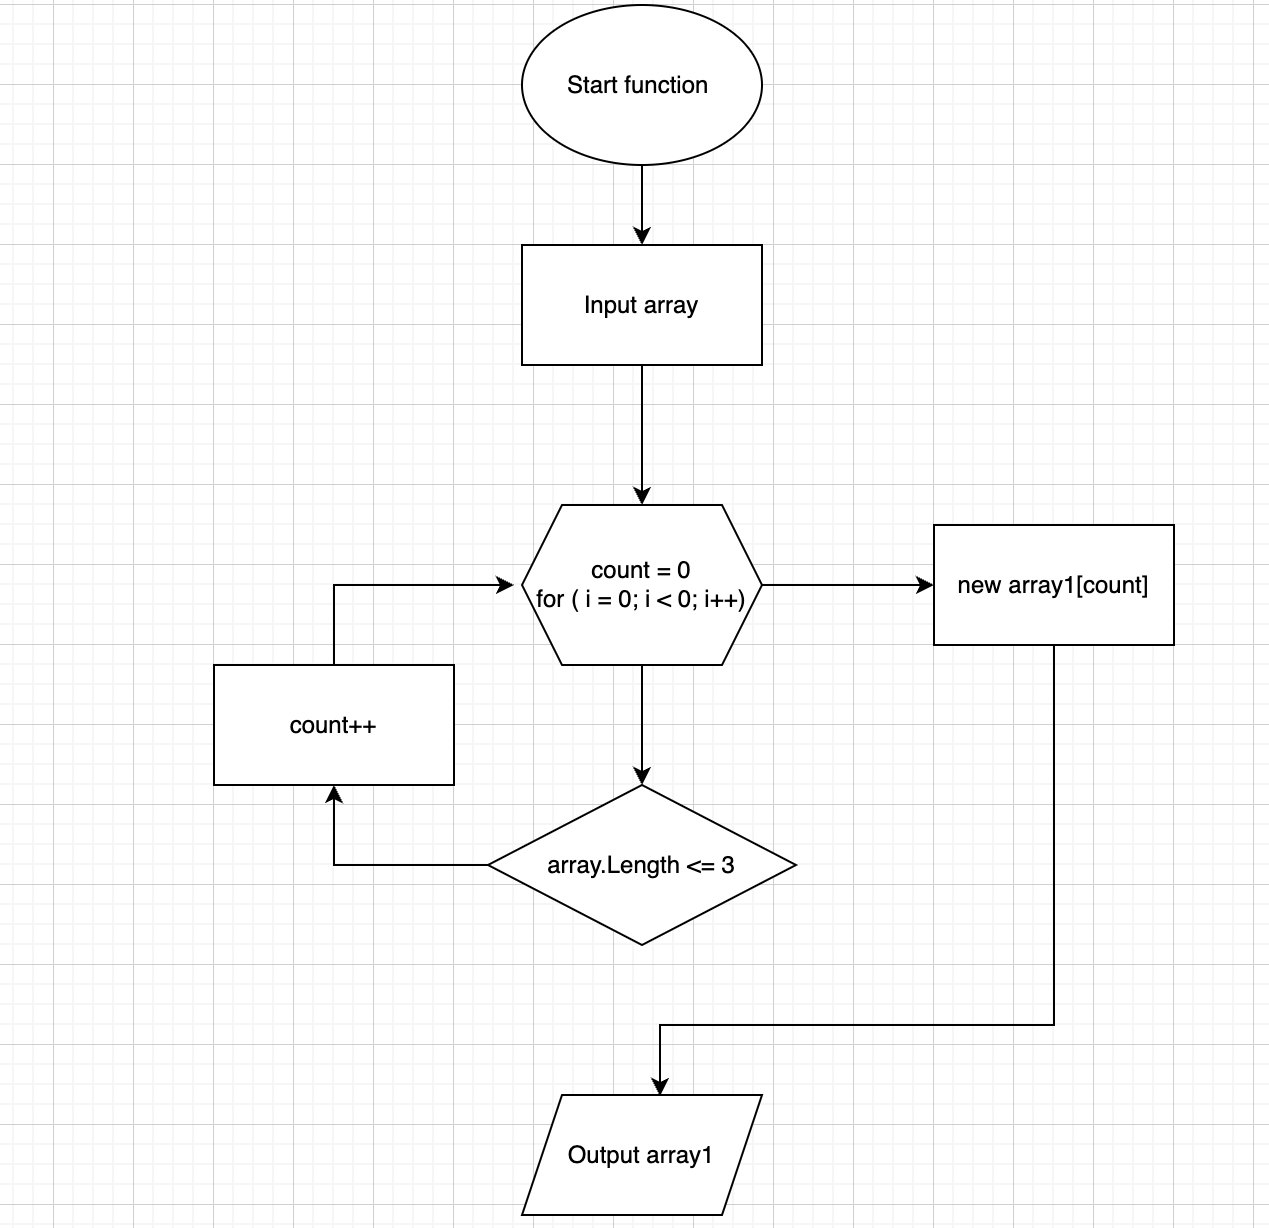 Start function
Input array
count = 0
for ( i = 0; i < 0; i++)
new array1[count]
count++
array.Length <= 3
Output array1